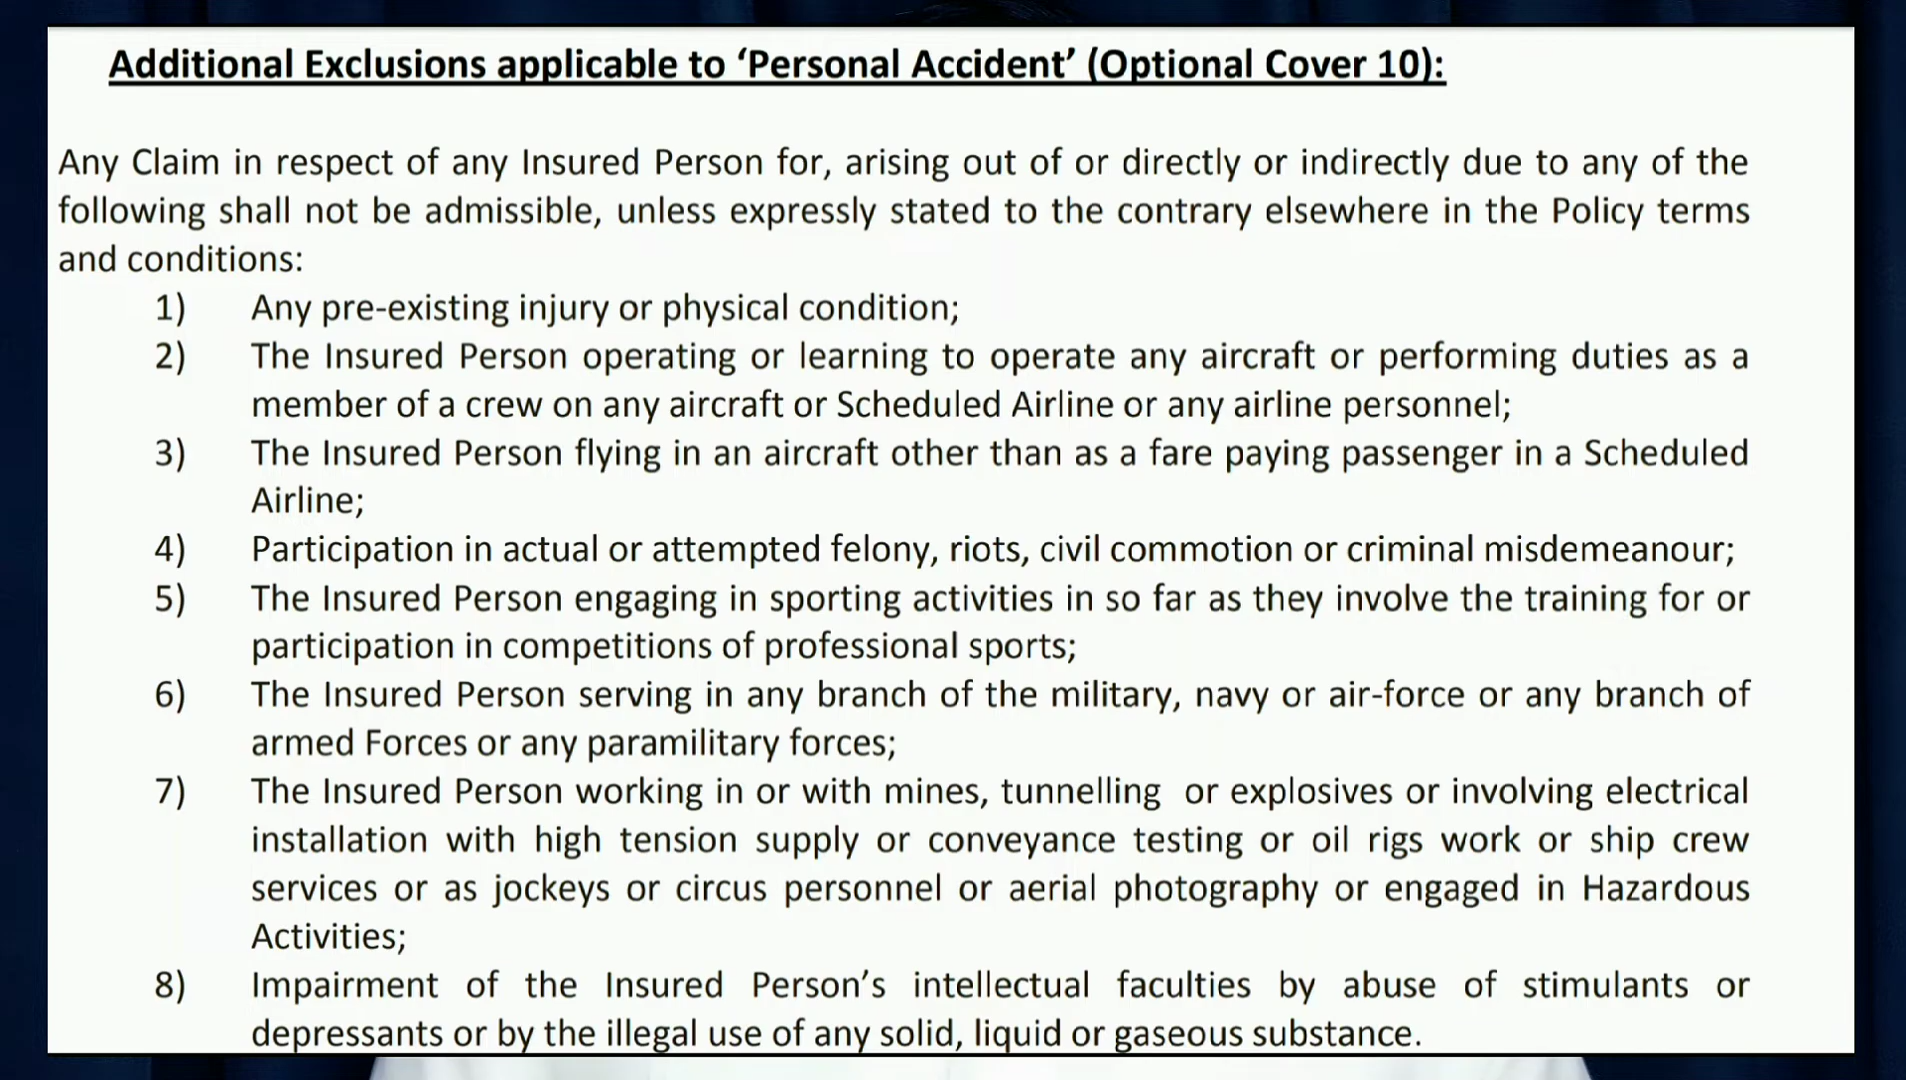 Additional Exclusions applicable to ‘Personal Accident’ (Optional Cover 10):
Any Claim in respect of any Insured Person for, arising out of or directly or indirectly due to any of the
following shall not be admissible, unless expressly stated to the contrary elsewhere in the Policy terms
and conditions:
1) Any pre-existing injury or physical condition;
2) The Insured Person operating or learning to operate any aircraft or performing duties as a
member of a crew on any aircraft or Scheduled Airline or any airline personnel;
3) The Insured Person flying in an aircraft other than as a fare paying passenger in a Scheduled
Airline;
4) Participation in actual or attempted felony, riots, civil commotion or criminal misdemeanour;
5) The Insured Person engaging in sporting activities in so far as they involve the training for or
participation in competitions of professional sports;
6) The Insured Person serving in any branch of the military, navy or air-force or any branch of
armed Forces or any paramilitary forces;
7) The Insured Person working in or with mines, tunnelling or explosives or involving electrical
installation with high tension supply or conveyance testing or oil rigs work or ship crew
services or as jockeys or circus personnel or aerial photography or engaged in Hazardous
Activities;
8) Impairment of the Insured Person’s intellectual faculties by abuse of stimulants or
depressants or by the illegal use of any solid, liquid or gaseous substance.